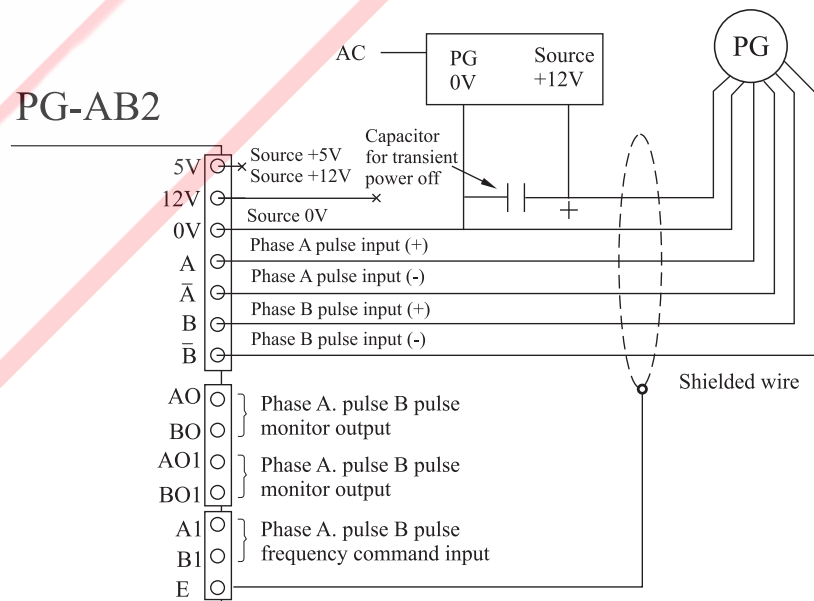 AC
PG
0V
Source
+12V
PG
PG-AB2
Capacitor
for transient
power off
5V
Source +5V
Source +12V
12V
0V
Source 0V
A
Phase A pulse input (+)
A̅
Phase A pulse input (-)
B
Phase B pulse input (+)
B̅
Phase B pulse input (-)
Shielded wire
AO
BO
Phase A. pulse B pulse
monitor output
AO1
BO1
Phase A. pulse B pulse
monitor output
A1
B1
Phase A. pulse B pulse
frequency command input
E